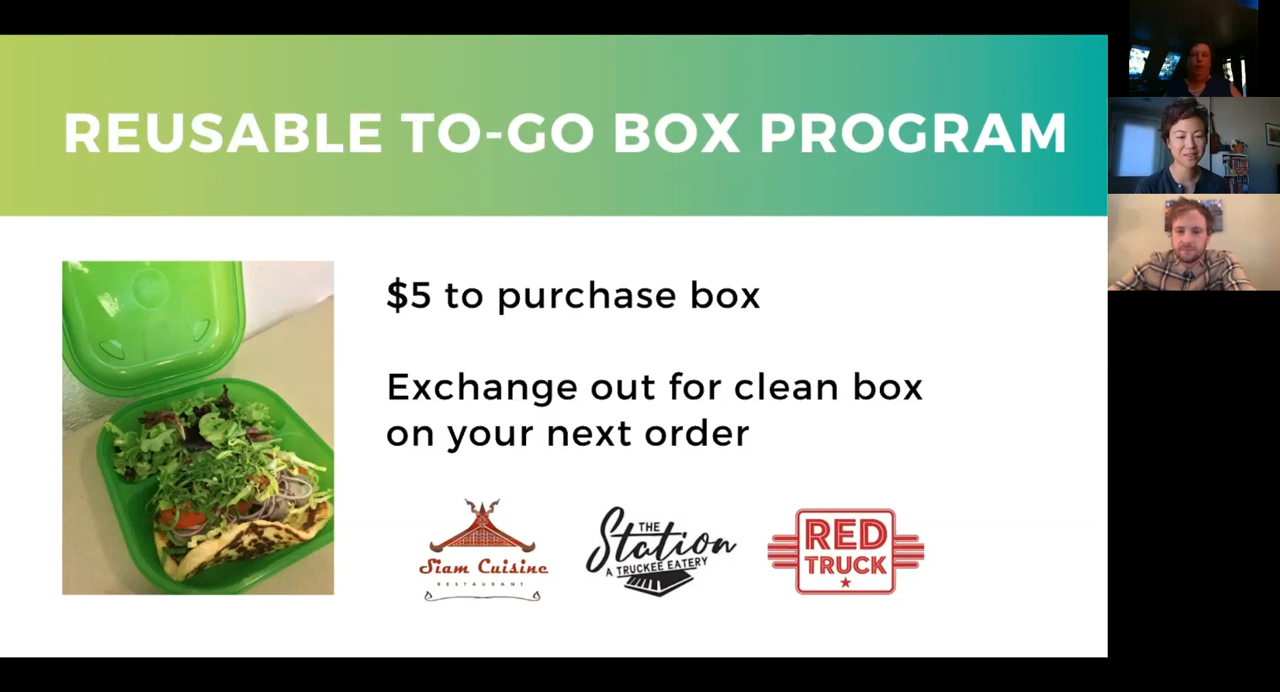 REUSABLE TO-GO BOX PROGRAM
$5 to purchase box
Exchange out for clean box
on your next order
Siam Cuisine
RESTAURANT
THE
Station
A TRUCKEE EATERY
RED
TRUCK